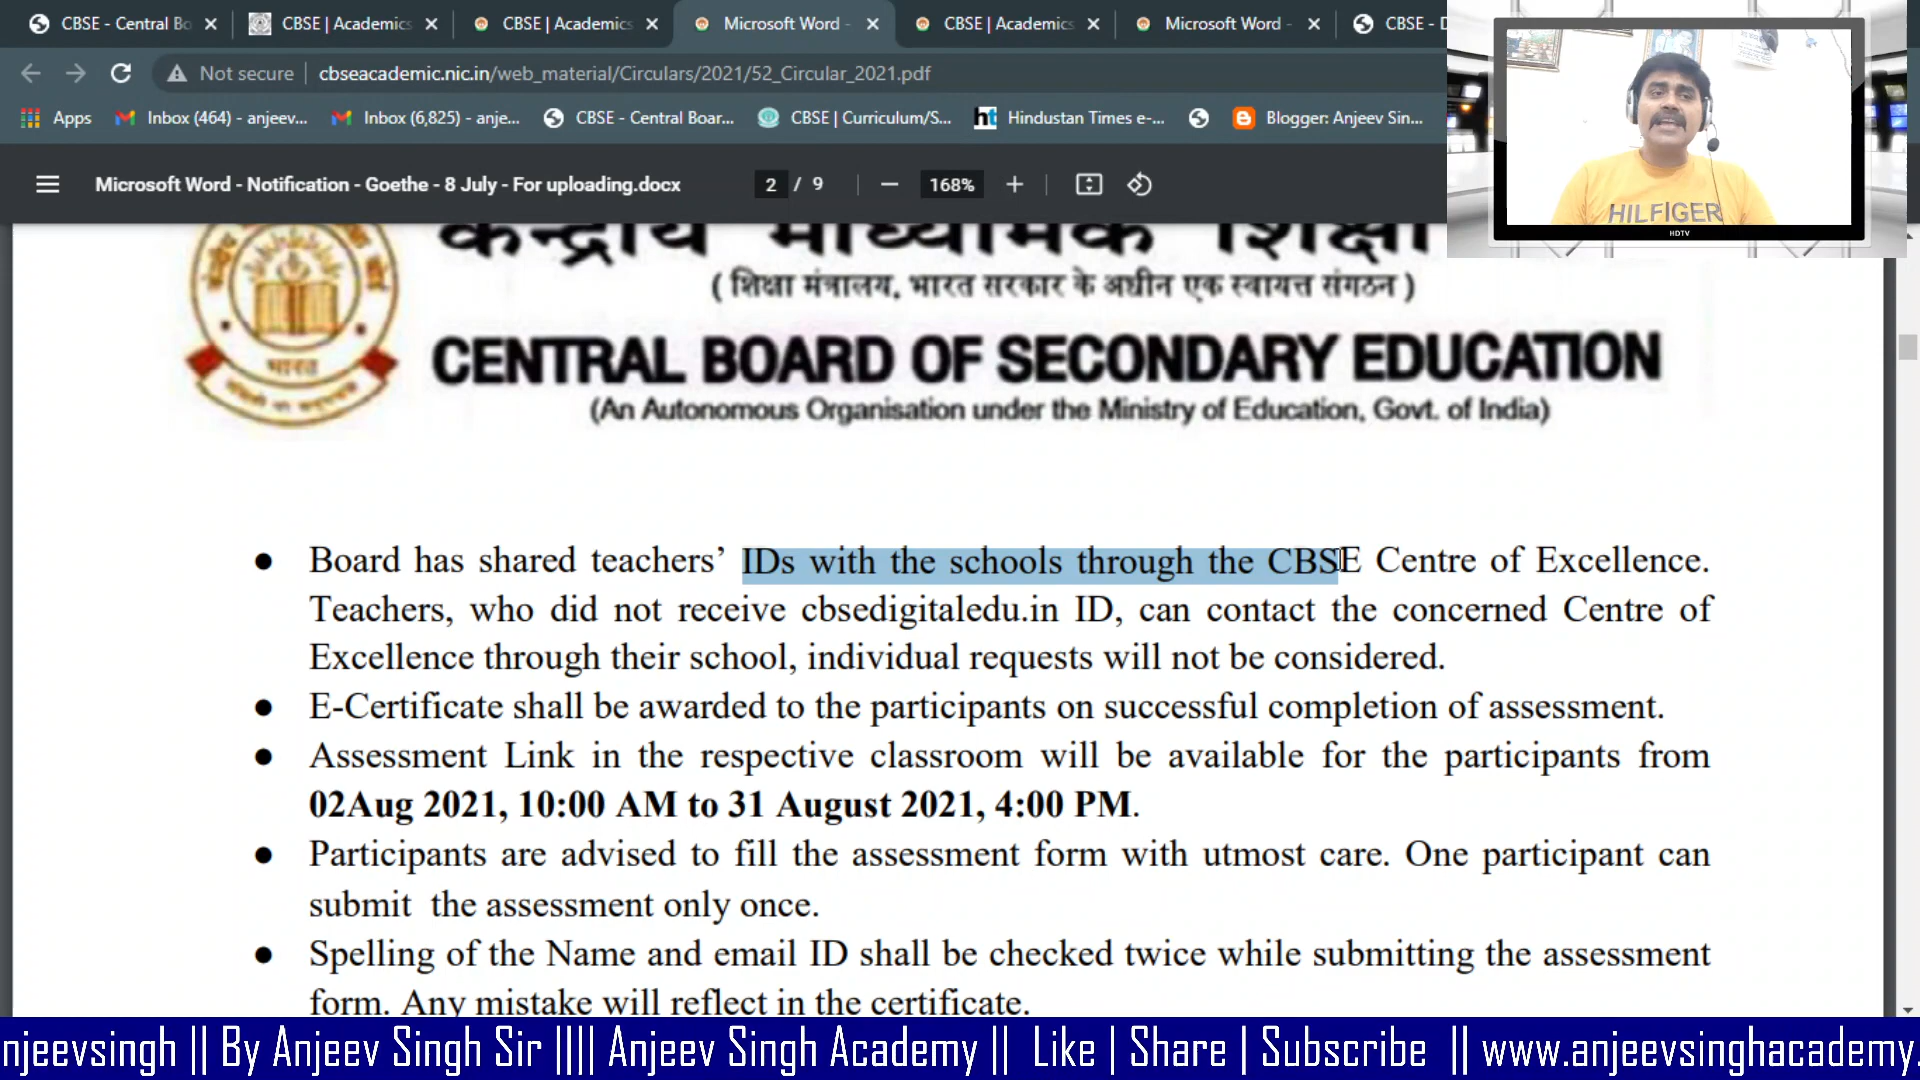 CBSE - Central Bo
CBSE | Academics
CBSE | Academics
Microsoft Word -
CBSE | Academics
Microsoft Word -
CBSE - D
Not secure
cbseacademic.nic.in/web_material/Circulars/2021/52_Circular_2021.pdf
Apps
Inbox (464) - anjeev...
Inbox (6,825) - anje...
CBSE - Central Boar...
CBSE | Curriculum/S...
ht
Hindustan Times e-...
Blogger: Anjeev Sin...
HILFIGER
HDTV
Microsoft Word - Notification - Goethe - 8 July - For uploading.docx
2 / 9
168%
केन्द्रीय माध्यमिक शिक्षा
( शिक्षा मंत्रालय, भारत सरकार के अधीन एक स्वायत्त संगठन )
भारत
CENTRAL BOARD OF SECONDARY EDUCATION
(An Autonomous Organisation under the Ministry of Education, Govt. of India)
● Board has shared teachers’ IDs with the schools through the CBSE Centre of Excellence.
Teachers, who did not receive cbsedigitaledu.in ID, can contact the concerned Centre of
Excellence through their school, individual requests will not be considered.
● E-Certificate shall be awarded to the participants on successful completion of assessment.
● Assessment Link in the respective classroom will be available for the participants from
02Aug 2021, 10:00 AM to 31 August 2021, 4:00 PM.
● Participants are advised to fill the assessment form with utmost care. One participant can
submit the assessment only once.
● Spelling of the Name and email ID shall be checked twice while submitting the assessment
form. Any mistake will reflect in the certificate.
njeevsingh || By Anjeev Singh Sir |||| Anjeev Singh Academy || Like | Share | Subscribe || www.anjeevsinghacademy.